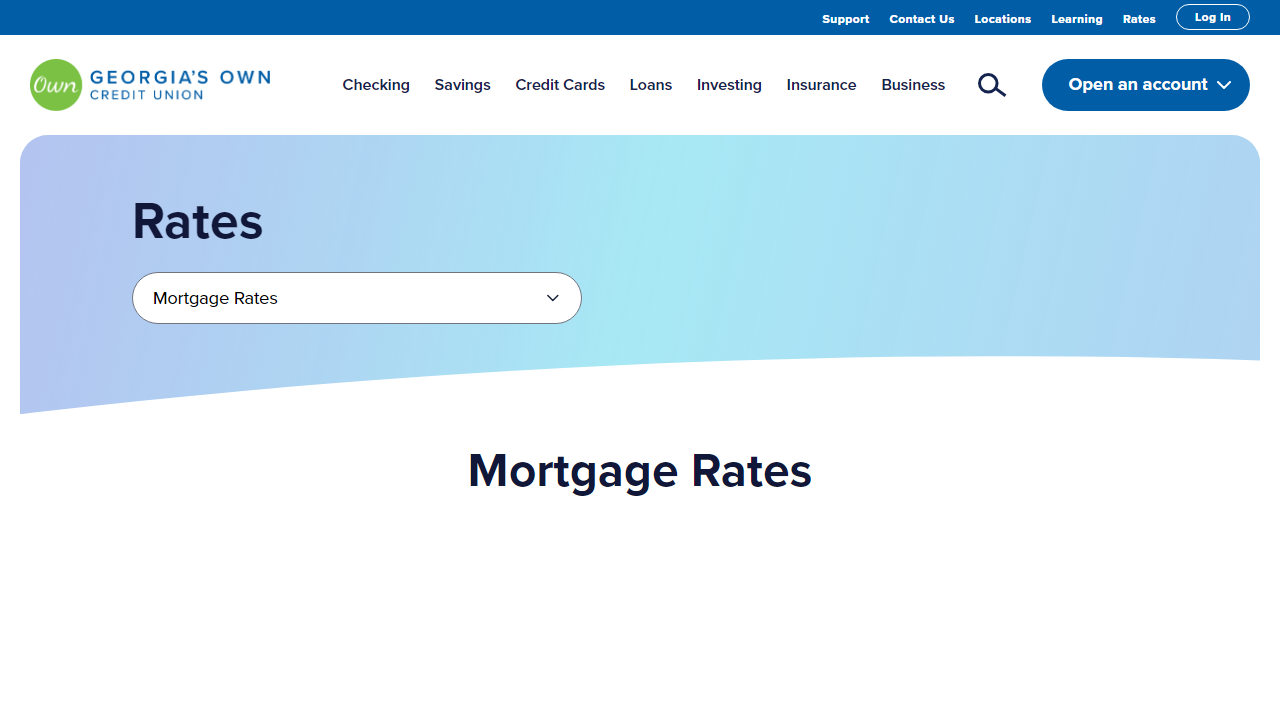 Support Contact Us Locations Learning Rates Log In
Own GEORGIA'S OWN
CREDIT UNION
Checking Savings Credit Cards Loans Investing Insurance Business Open an account
Rates
Mortgage Rates
Mortgage Rates